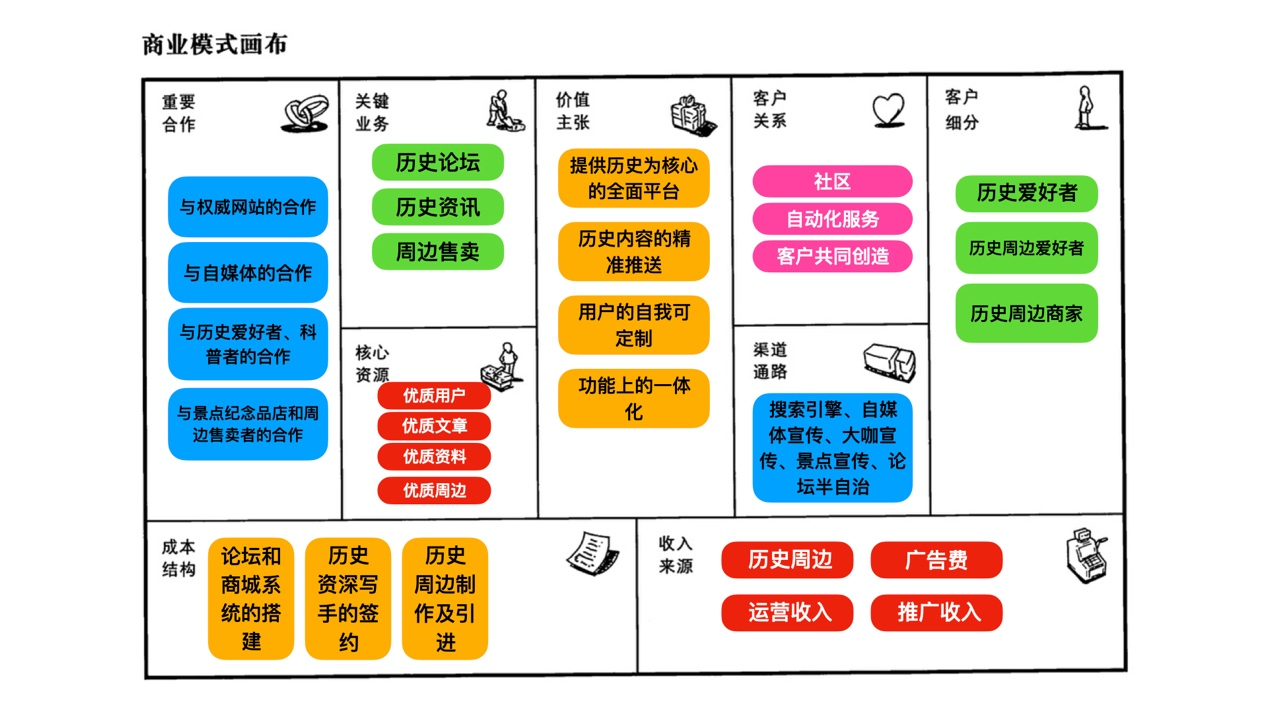 商业模式画布
重要
合作
与权威网站的合作
与自媒体的合作
与历史爱好者、科
普者的合作
与景点纪念品店和周
边售卖者的合作
关键
业务
历史论坛
历史资讯
周边售卖
核心
资源
优质用户
优质文章
优质资料
优质周边
价值
主张
提供历史为核心
的全面平台
历史内容的精
准推送
用户的自我可
定制
功能上的一体
化
客户
关系
社区
自动化服务
客户共同创造
渠道
通路
搜索引擎、自媒
体宣传、大咖宣
传、景点宣传、论
坛半自治
客户
细分
历史爱好者
历史周边爱好者
历史周边商家
成本
结构
论坛和
商城系
统的搭
建
历史
资深写
手的签
约
历史
周边制
作及引
进
收入
来源
历史周边
广告费
运营收入
推广收入